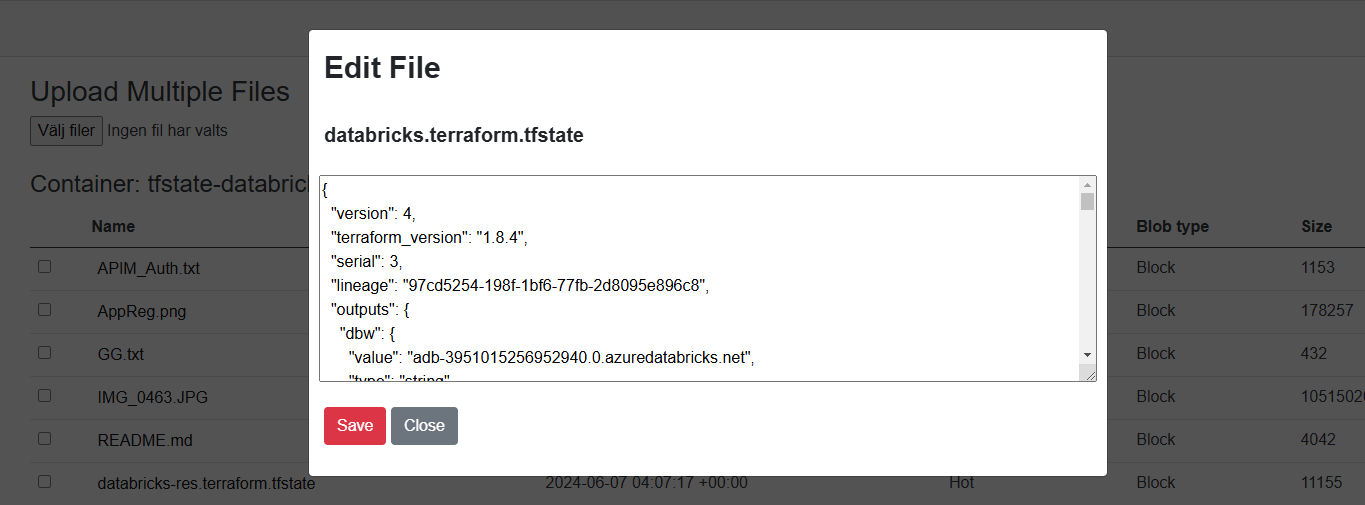 Edit File
Upload Multiple Files
Välj filer Ingen fil har valts
databricks.terraform.tfstate
Container: tfstate-databric
{
"version": 4,
"terraform_version": "1.8.4",
"serial": 3,
"lineage": "97cd5254-198f-1bf6-77fb-2d8095e896c8",
"outputs": {
"dbw": {
"value": "adb-3951015256952940.0.azuredatabricks.net",
"type": "string"
Save Close
Name Blob type Size
APIM_Auth.txt Block 1153
AppReg.png Block 178257
GG.txt Block 432
IMG_0463.JPG Block 1051502
README.md Block 4042
databricks-res.terraform.tfstate 2024-06-07 04:07:17 +00:00 Hot Block 11155